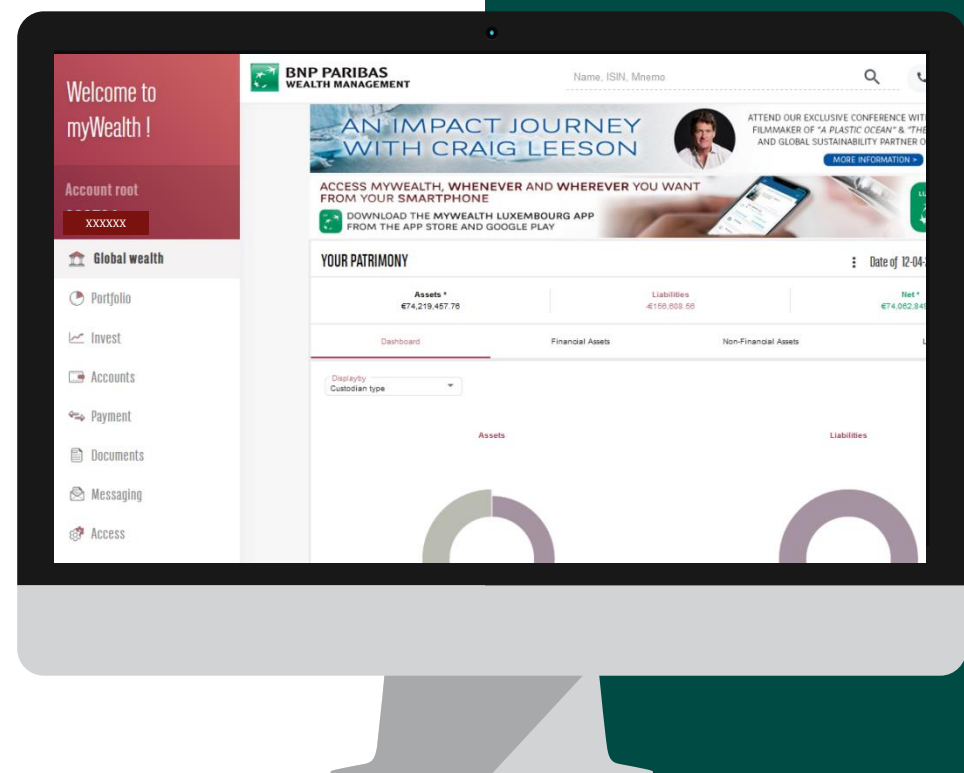 Welcome to
myWealth !
Account root
xxxxxx
Global wealth
Portfolio
Invest
Accounts
Payment
Documents
Messaging
Access
BNP PARIBAS
WEALTH MANAGEMENT
Name, ISIN, Mnemo
AN IMPACT JOURNEY
WITH CRAIG LEESON
ATTEND OUR EXCLUSIVE CONFERENCE WIT
FILMMAKER OF "A PLASTIC OCEAN" & "THE
AND GLOBAL SUSTAINABILITY PARTNER O
MORE INFORMATION >
ACCESS MYWEALTH, WHENEVER AND WHEREVER YOU WANT
FROM YOUR SMARTPHONE
DOWNLOAD THE MYWEALTH LUXEMBOURG APP
FROM THE APP STORE AND GOOGLE PLAY
YOUR PATRIMONY
Date of 12-04-
Assets *
€74,219,457.76
Liabilities
Net *
Dashboard
Financial Assets
Non-Financial Assets
L
Display by
Custodian type
Assets
Liabilities